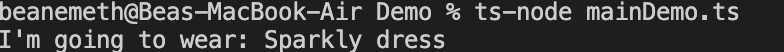 beanemeth@Beas-MacBook-Air Demo % ts-node mainDemo.ts
I'm going to wear: Sparkly dress